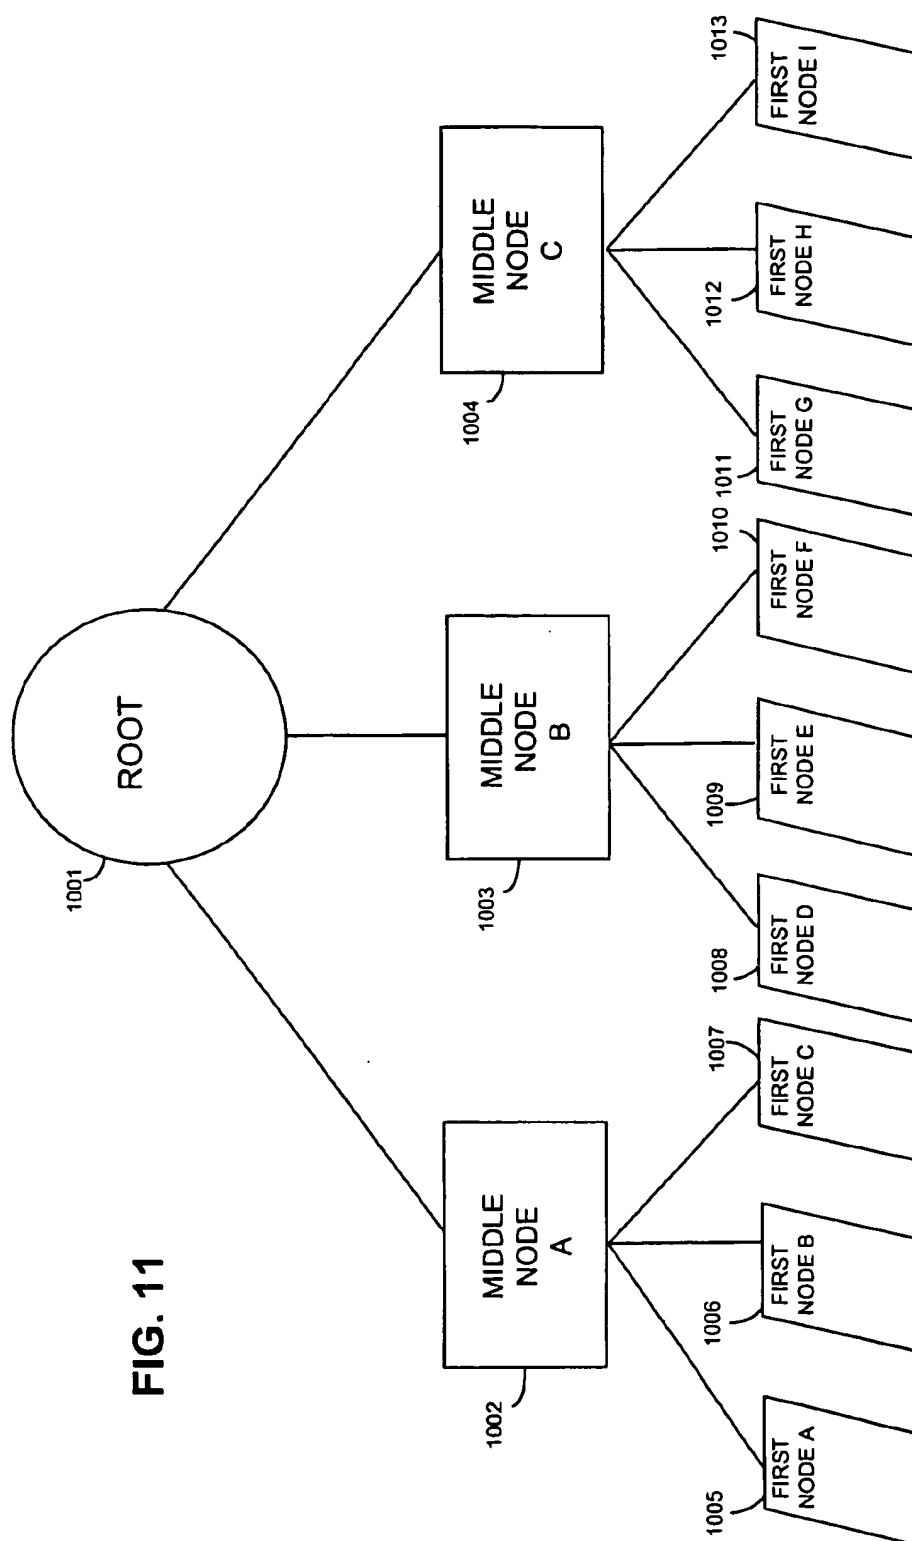 FIG. 11
1001
ROOT
1002
MIDDLE
NODE
A
1003
MIDDLE
NODE
B
1004
MIDDLE
NODE
C
1005
FIRST
NODE A
1006
FIRST
NODE B
1007
FIRST
NODE C
1008
FIRST
NODE D
1009
FIRST
NODE E
1010
FIRST
NODE F
1011
FIRST
NODE G
1012
FIRST
NODE H
1013
FIRST
NODE I